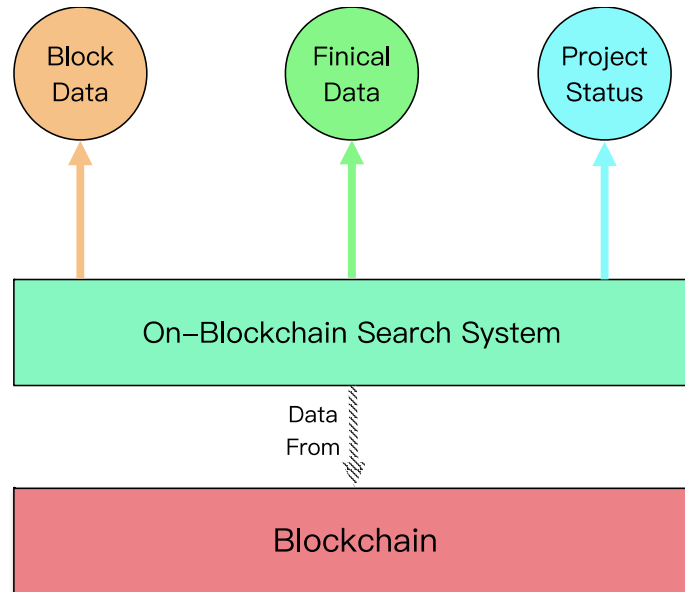 Block
Data
Finical
Data
Project
Status
On-Blockchain Search System
Data
From
Blockchain